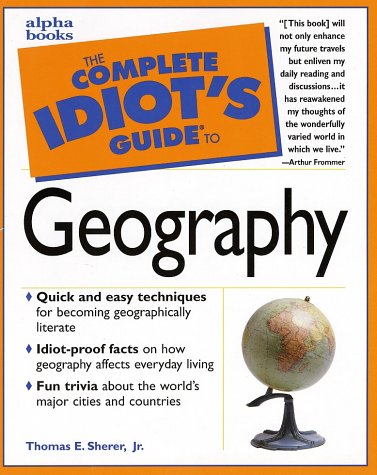 alpha
books
THE
COMPLETE
IDIOT'S
GUIDE® TO
"[This book] will
not only enhance
my future travels
but enliven my
daily reading and
discussions...it
has reawakened
my thoughts of
the wonderfully
varied world in
which we live."
—Arthur Frommer
Geography
♦ Quick and easy techniques
for becoming geographically
literate
♦ Idiot-proof facts on how
geography affects everyday living
♦ Fun trivia about the world's
major cities and countries
Thomas E. Sherer, Jr.